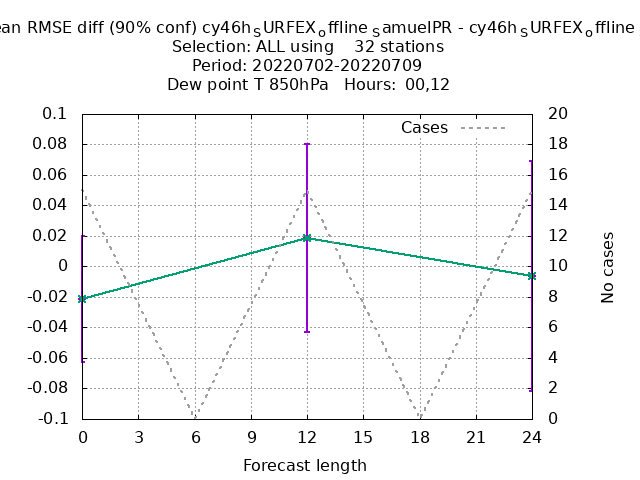 ean RMSE diff (90% conf) cy46h_SURFEX_offline_SamuelPR - cy46h_SURFEX_offline
Selection: ALL using 32 stations
Period: 20220702-20220709
Dew point T 850hPa Hours: 00,12
Cases
0.1
0.08
0.06
0.04
0.02
0
-0.02
-0.04
-0.06
-0.08
-0.1
20
18
16
14
12
10
8
6
4
2
0
No cases
0 3 6 9 12 15 18 21 24
Forecast length